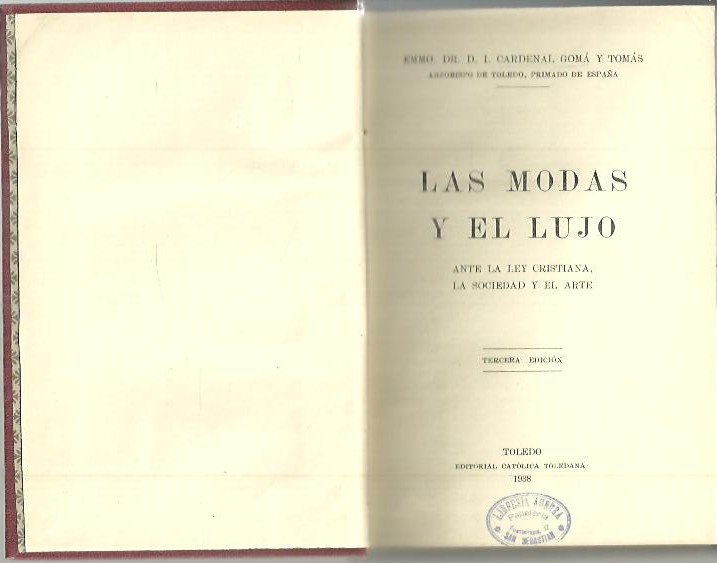 EMMO. DR. D. I. CARDENAL GOMÁ Y TOMÁS
ARZOBISPO DE TOLEDO, PRIMADO DE ESPAÑA
LAS MODAS
Y EL LUJO
ANTE LA LEY CRISTIANA,
LA SOCIEDAD Y EL ARTE
TERCERA EDICIÓN
TOLEDO
EDITORIAL CATÓLICA TOLEDANA
1938
LIBRERÍA AURORA
Papelería
SAN SEBASTIAN